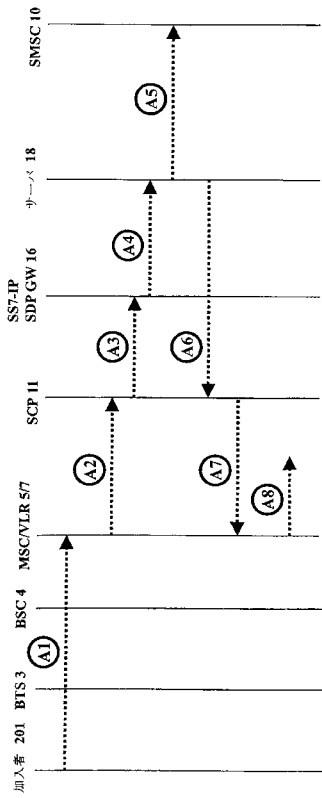 加入者 201
BTS 3
BSC 4
MSC/VLR 5/7
SCP 11
SS7-IP
SDP GW 16
サーバ 18
SMSC 10
A1
A2
A3
A4
A5
A6
A7
A8